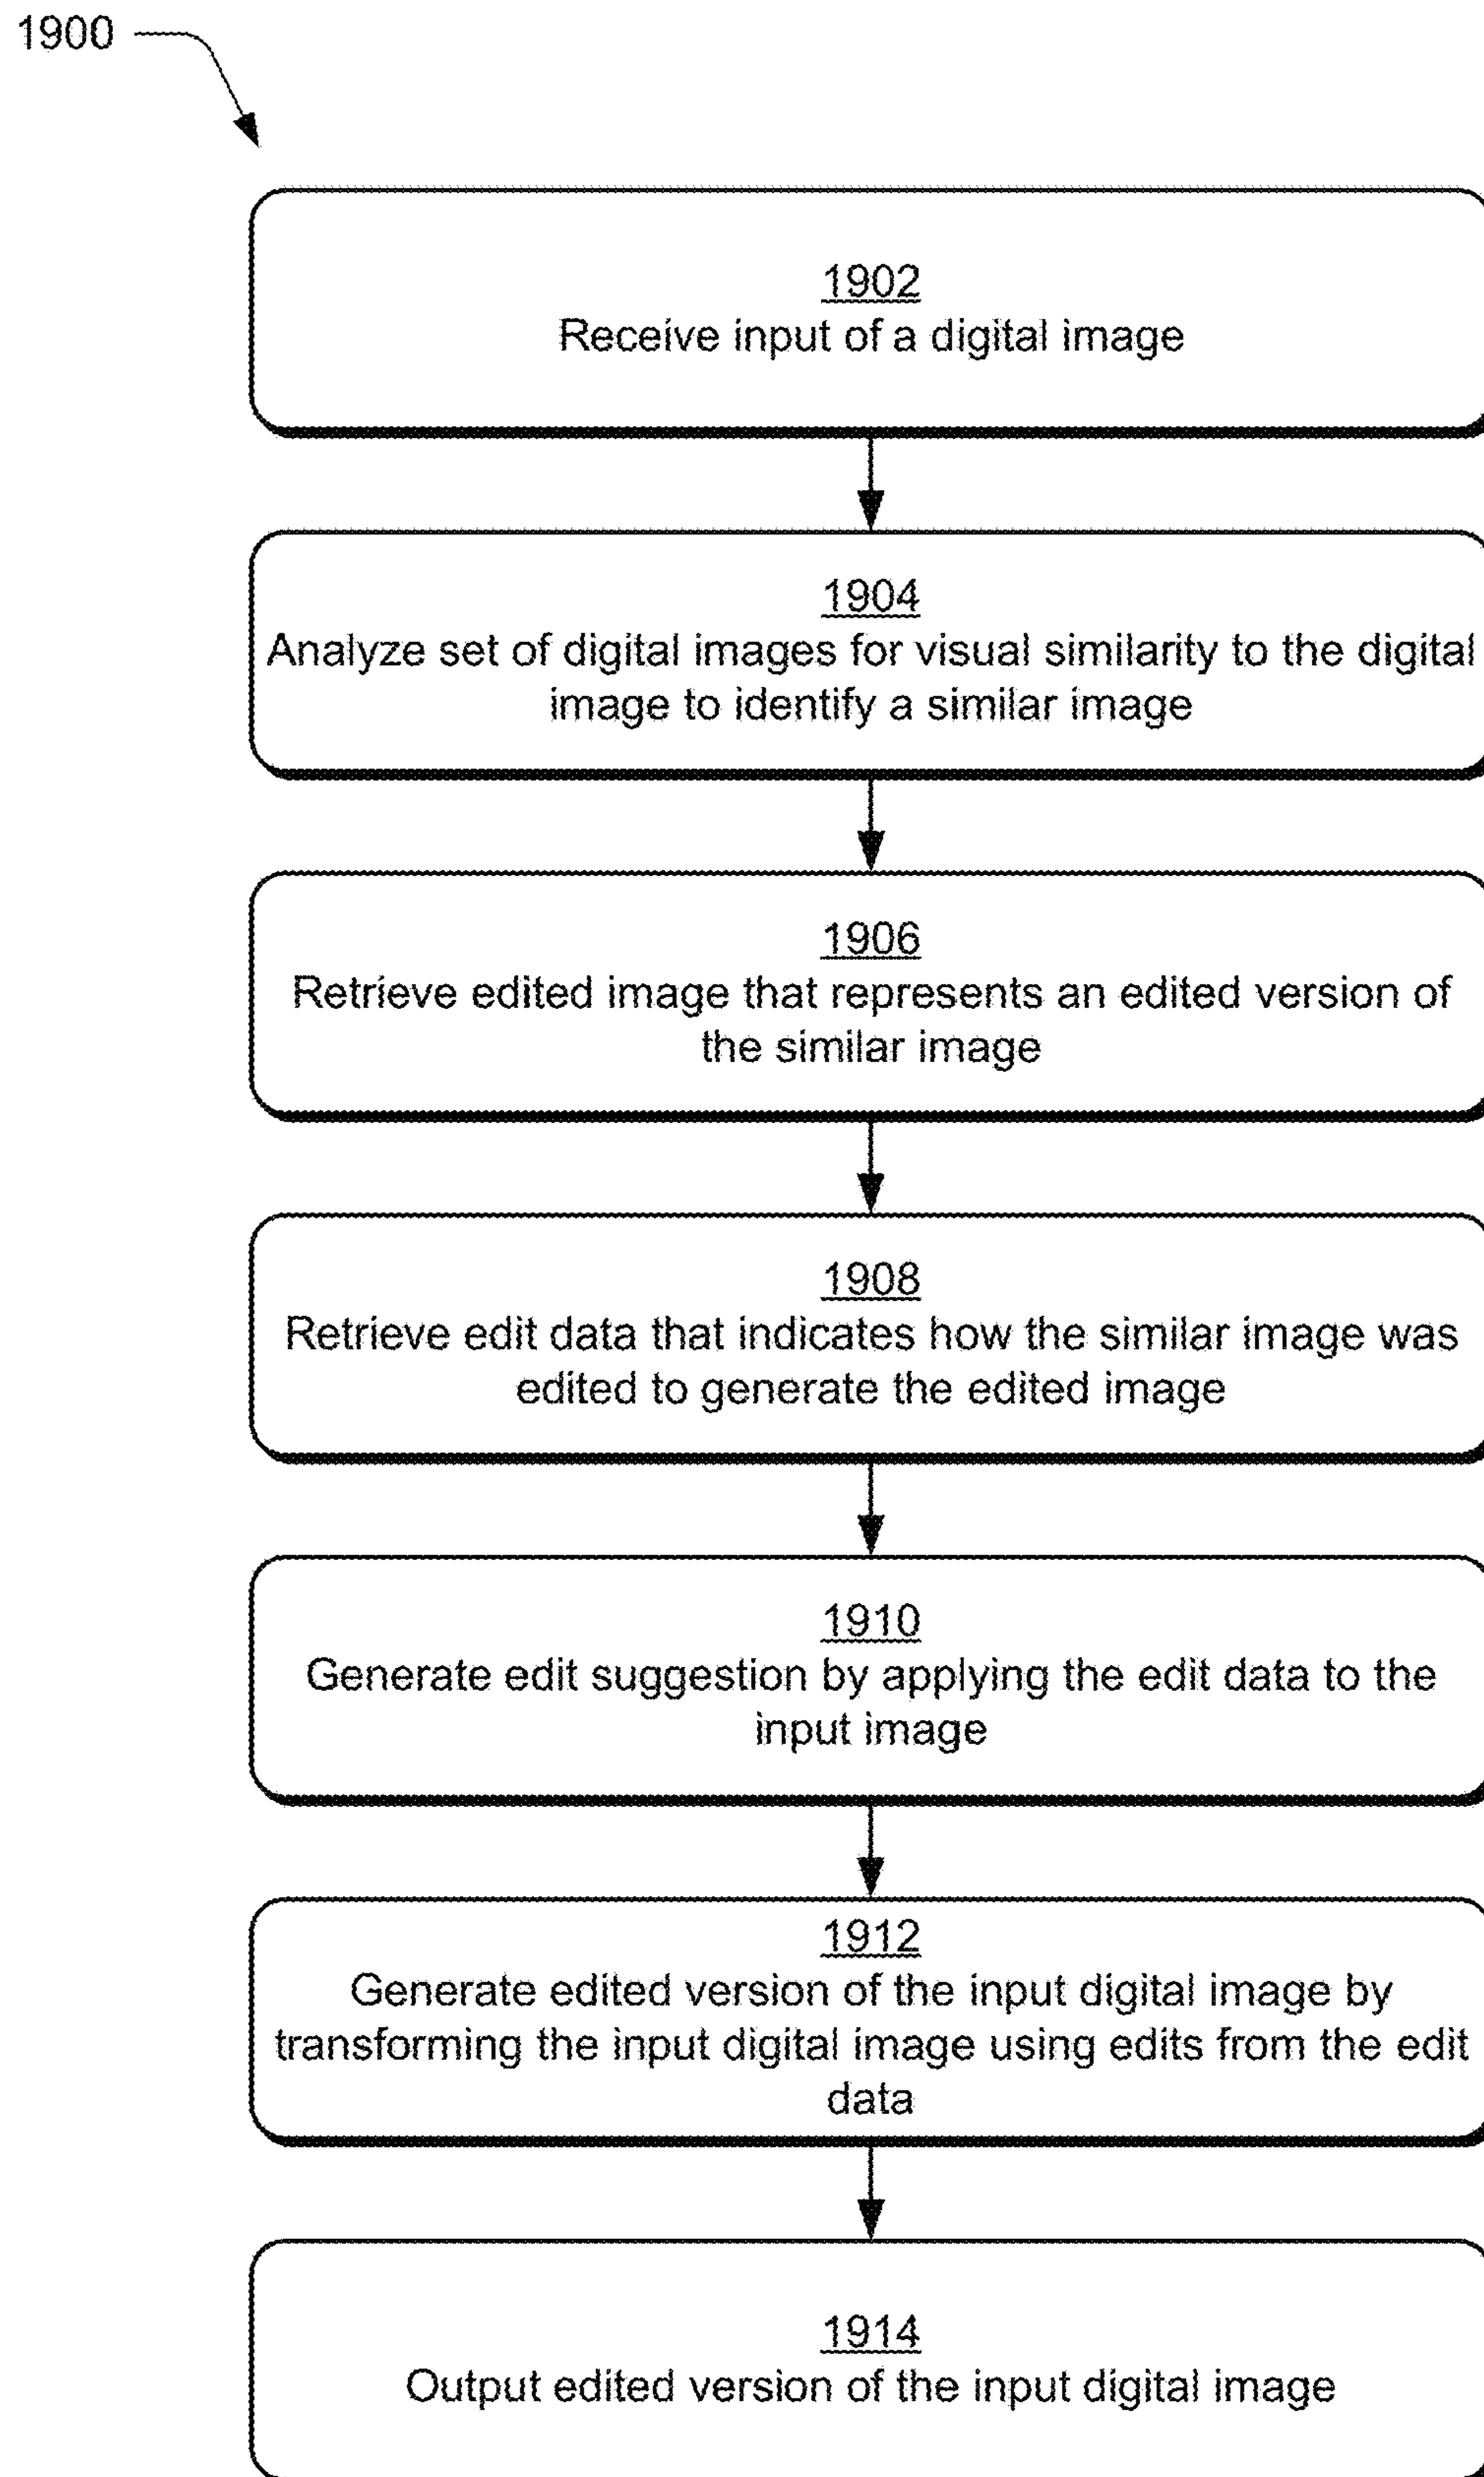 1900
1902
Receive input of a digital image
1904
Analyze set of digital images for visual similarity to the digital
image to identify a similar image
1906
Retrieve edited image that represents an edited version of
the similar image
1908
Retrieve edit data that indicates how the similar image was
edited to generate the edited image
1910
Generate edit suggestion by applying the edit data to the
input image
1912
Generate edited version of the input digital image by
transforming the input digital image using edits from the edit
data
1914
Output edited version of the input digital image